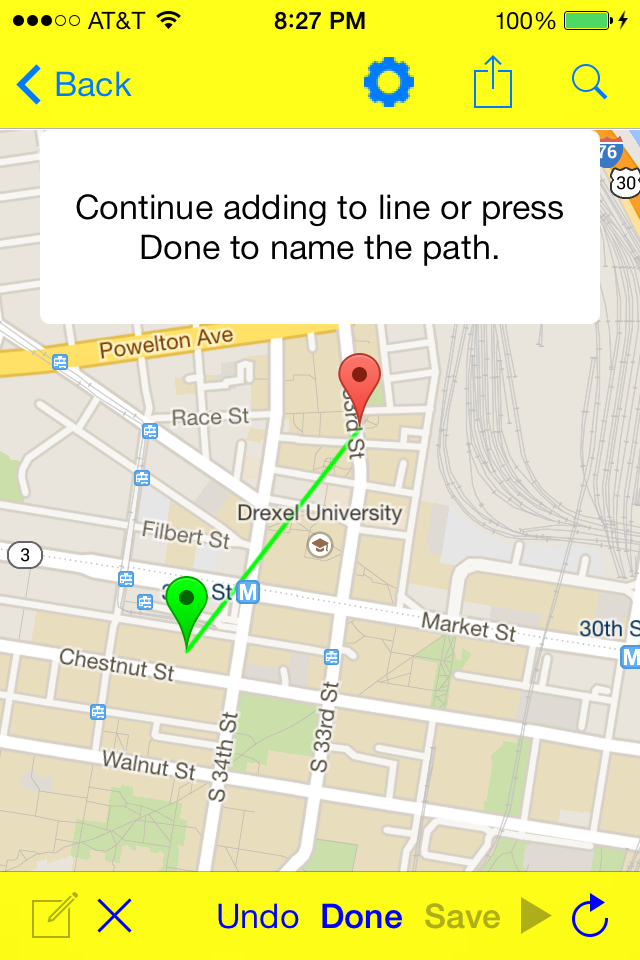 AT&T 8:27 PM 100%
Back
76
30
Continue adding to line or press
Done to name the path.
Powelton Ave
Race St
33rd St
Drexel University
Filbert St
3
St M
Market St
30th S
M
Chestnut St
S 33rd St
S 34th St
Walnut St
Undo Done Save